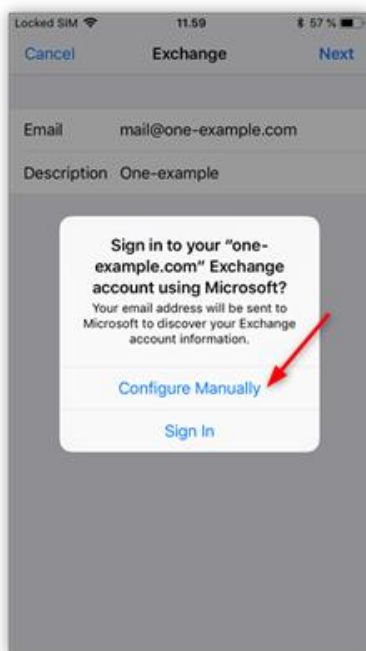 Locked SIM 11.59 57 %
Cancel Exchange Next
Email mail@one-example.com
Description One-example
Sign in to your “one-
example.com” Exchange
account using Microsoft?
Your email address will be sent to
Microsoft to discover your Exchange
account information.
Configure Manually
Sign In